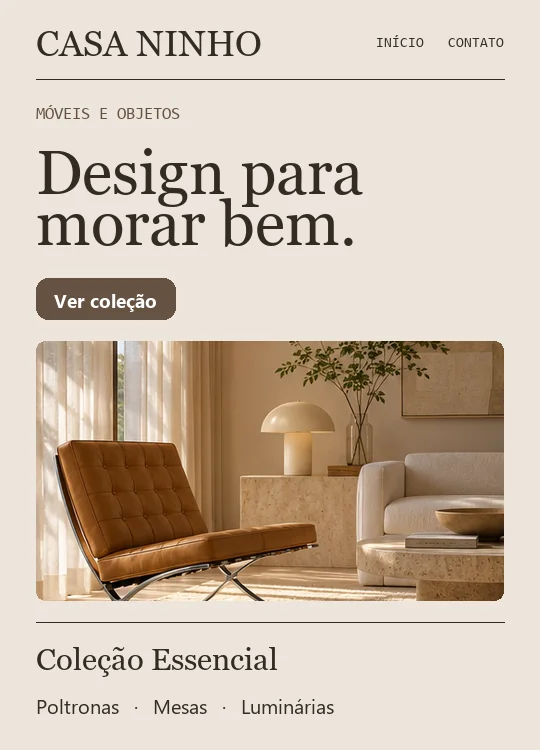 CASA NINHO
INÍCIO CONTATO
MÓVEIS E OBJETOS
Design para
morar bem.
Ver coleção
Coleção Essencial
Poltronas · Mesas · Luminárias